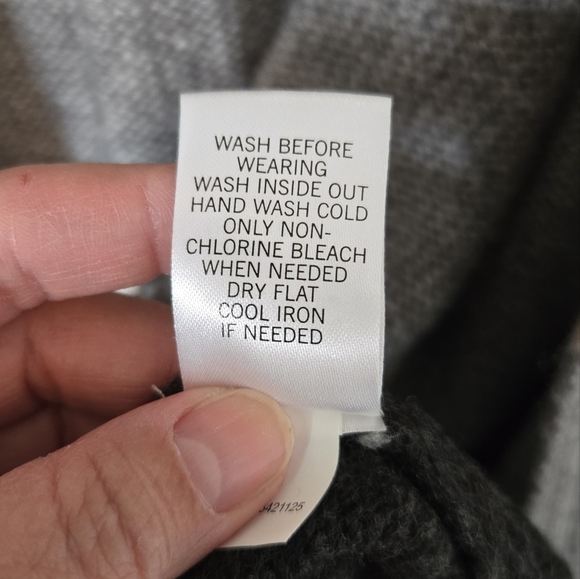 WASH BEFORE
WEARING
WASH INSIDE OUT
HAND WASH COLD
ONLY NON-
CHLORINE BLEACH
WHEN NEEDED
DRY FLAT
COOL IRON
IF NEEDED